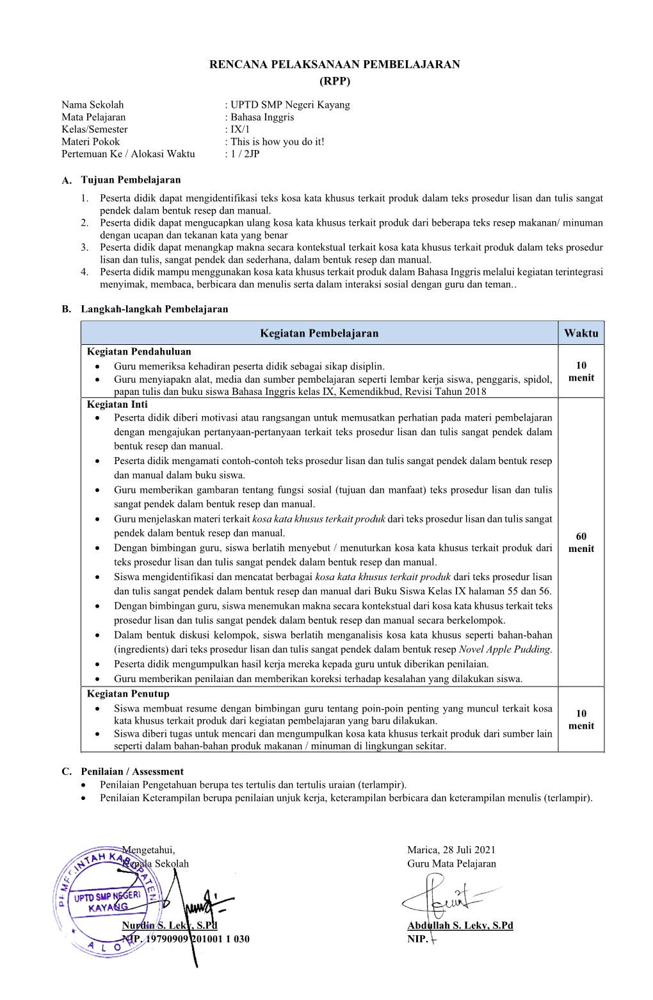 RENCANA PELAKSANAAN PEMBELAJARAN
(RPP)
Nama Sekolah : UPTD SMP Negeri Kayang
Mata Pelajaran : Bahasa Inggris
Kelas/Semester : IX/1
Materi Pokok : This is how you do it!
Pertemuan Ke / Alokasi Waktu : 1 / 2JP
A. Tujuan Pembelajaran
1. Peserta didik dapat mengidentifikasi teks kosa kata khusus terkait produk dalam teks prosedur lisan dan tulis sangat
pendek dalam bentuk resep dan manual.
2. Peserta didik dapat mengucapkan ulang kosa kata khusus terkait produk dari beberapa teks resep makanan/ minuman
dengan ucapan dan tekanan kata yang benar
3. Peserta didik dapat menangkap makna secara kontekstual terkait kosa kata khusus terkait produk dalam teks prosedur
lisan dan tulis, sangat pendek dan sederhana, dalam bentuk resep dan manual.
4. Peserta didik mampu menggunakan kosa kata khusus terkait produk dalam Bahasa Inggris melalui kegiatan terintegrasi
menyimak, membaca, berbicara dan menulis serta dalam interaksi sosial dengan guru dan teman..
B. Langkah-langkah Pembelajaran
Kegiatan Pembelajaran Waktu
Kegiatan Pendahuluan
• Guru memeriksa kehadiran peserta didik sebagai sikap disiplin.
• Guru menyiapakn alat, media dan sumber pembelajaran seperti lembar kerja siswa, penggaris, spidol,
papan tulis dan buku siswa Bahasa Inggris kelas IX, Kemendikbud, Revisi Tahun 2018
10
menit
Kegiatan Inti
• Peserta didik diberi motivasi atau rangsangan untuk memusatkan perhatian pada materi pembelajaran
dengan mengajukan pertanyaan-pertanyaan terkait teks prosedur lisan dan tulis sangat pendek dalam
bentuk resep dan manual.
• Peserta didik mengamati contoh-contoh teks prosedur lisan dan tulis sangat pendek dalam bentuk resep
dan manual dalam buku siswa.
• Guru memberikan gambaran tentang fungsi sosial (tujuan dan manfaat) teks prosedur lisan dan tulis
sangat pendek dalam bentuk resep dan manual.
• Guru menjelaskan materi terkait kosa kata khusus terkait produk dari teks prosedur lisan dan tulis sangat
pendek dalam bentuk resep dan manual.
• Dengan bimbingan guru, siswa berlatih menyebut / menuturkan kosa kata khusus terkait produk dari
teks prosedur lisan dan tulis sangat pendek dalam bentuk resep dan manual.
• Siswa mengidentifikasi dan mencatat berbagai kosa kata khusus terkait produk dari teks prosedur lisan
dan tulis sangat pendek dalam bentuk resep dan manual dari Buku Siswa Kelas IX halaman 55 dan 56.
• Dengan bimbingan guru, siswa menemukan makna secara kontekstual dari kosa kata khusus terkait teks
prosedur lisan dan tulis sangat pendek dalam bentuk resep dan manual secara berkelompok.
• Dalam bentuk diskusi kelompok, siswa berlatih menganalisis kosa kata khusus seperti bahan-bahan
(ingredients) dari teks prosedur lisan dan tulis sangat pendek dalam bentuk resep Novel Apple Pudding.
• Peserta didik mengumpulkan hasil kerja mereka kepada guru untuk diberikan penilaian.
• Guru memberikan penilaian dan memberikan koreksi terhadap kesalahan yang dilakukan siswa.
60
menit
Kegiatan Penutup
• Siswa membuat resume dengan bimbingan guru tentang poin-poin penting yang muncul terkait kosa
kata khusus terkait produk dari kegiatan pembelajaran yang baru dilakukan.
• Siswa diberi tugas untuk mencari dan mengumpulkan kosa kata khusus terkait produk dari sumber lain
seperti dalam bahan-bahan produk makanan / minuman di lingkungan sekitar.
10
menit
C. Penilaian / Assessment
• Penilaian Pengetahuan berupa tes tertulis dan tertulis uraian (terlampir).
• Penilaian Keterampilan berupa penilaian unjuk kerja, keterampilan berbicara dan keterampilan menulis (terlampir).
Mengetahui,
Kepala Sekolah
PEMERINTAH KABUPATEN
UPTD SMP NEGERI
KAYANG
ALOR
Nurdin S. Leky, S.Pd
NIP. 19790909 201001 1 030
Marica, 28 Juli 2021
Guru Mata Pelajaran
Abdullah S. Leky, S.Pd
NIP. –